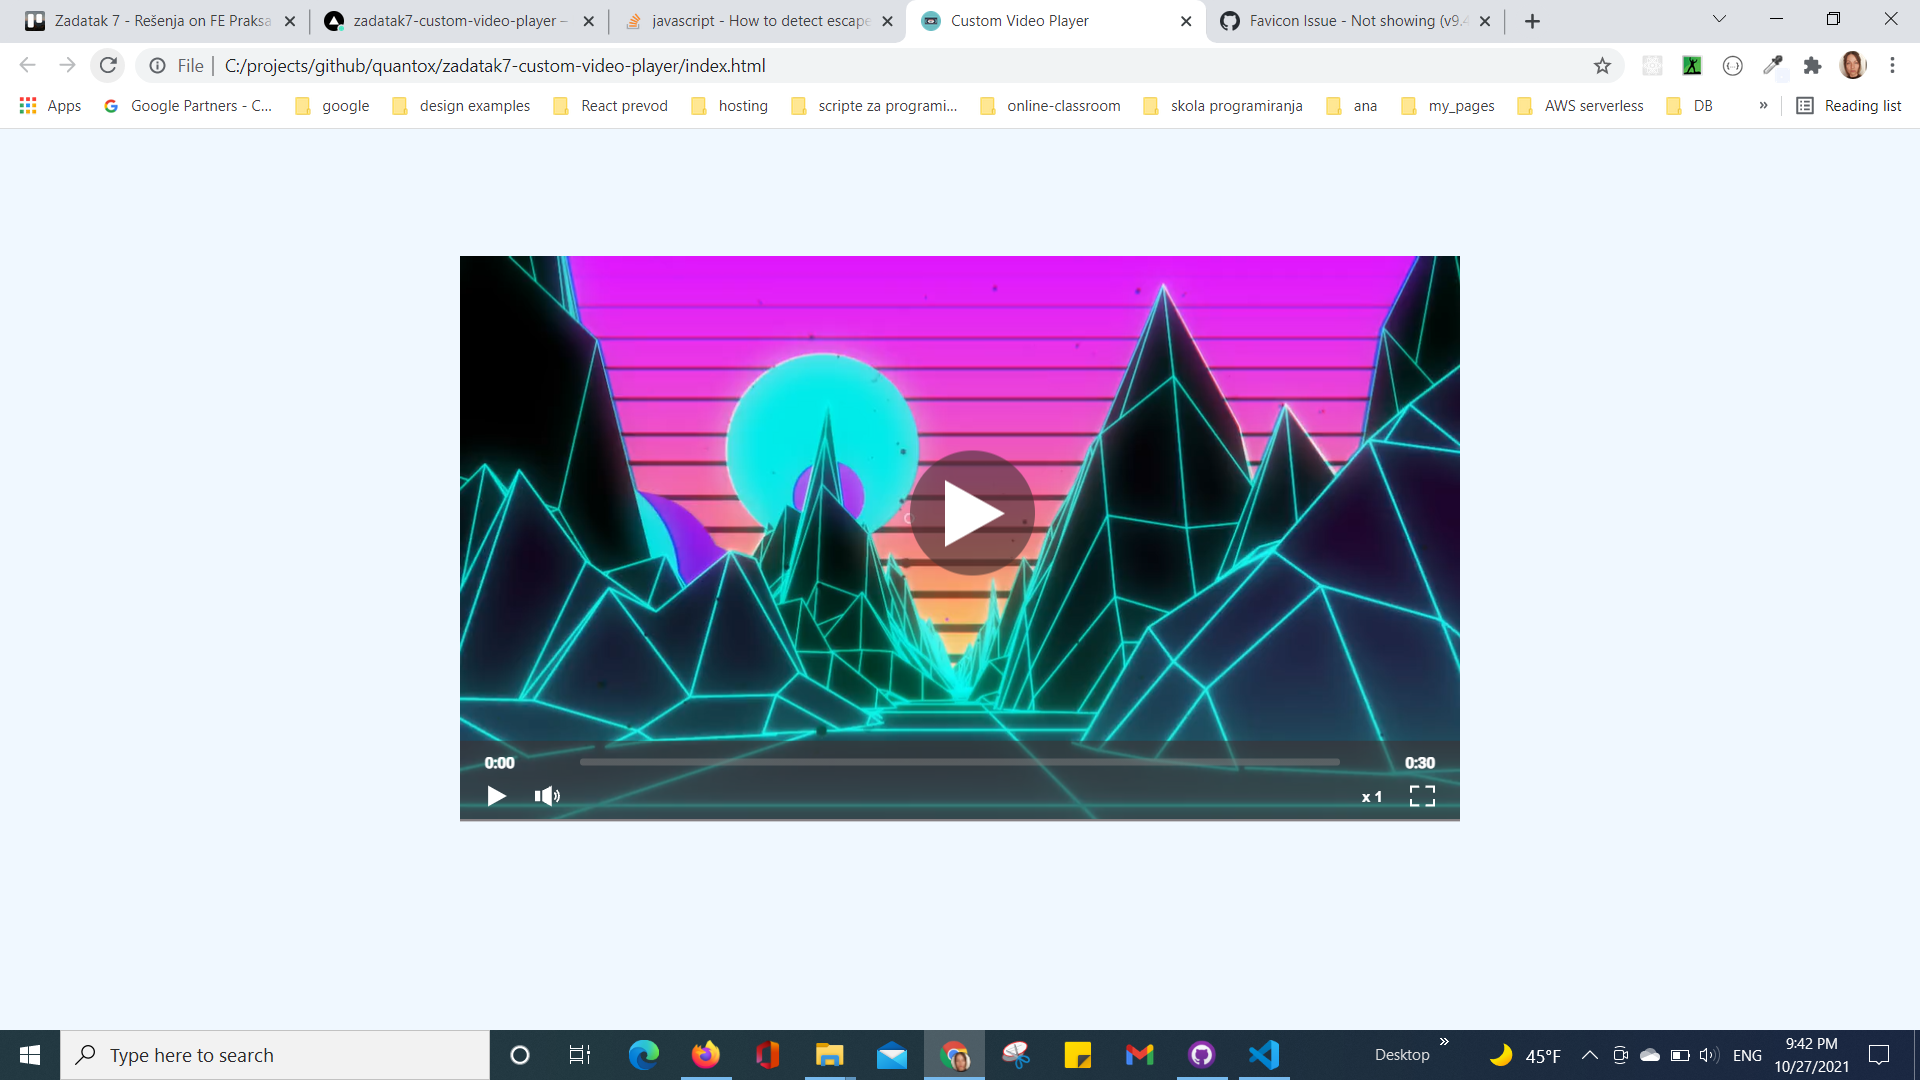 Zadatak 7 - Rešenja on FE Praksa
zadatak7-custom-video-player –
javascript - How to detect escape
Custom Video Player
Favicon Issue - Not showing (v9.4
File
C:/projects/github/quantox/zadatak7-custom-video-player/index.html
Apps
Google Partners - C...
google
design examples
React prevod
hosting
scripte za programi...
online-classroom
skola programiranja
ana
my_pages
AWS serverless
DB
»
Reading list
0:00
0:30
x 1
Type here to search
Desktop
»
45°F
ENG
9:42 PM
10/27/2021